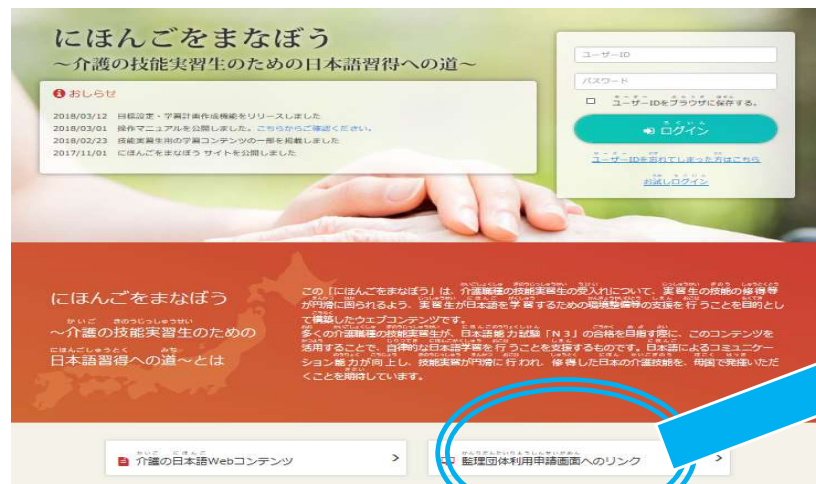 にほんごをまなぼう
～介護の技能実習生のための日本語習得への道～
おしらせ
2018/03/12 目標設定・学習計画作成機能をリリースしました
2018/03/01 操作マニュアルを公開しました。こちらからご確認ください。
2018/02/23 技能実習生用の学習コンテンツの一部を掲載しました
2017/11/01 にほんごをまなぼう サイトを公開しました
ユーザーID
パスワード
ユーザーIDをブラウザに保存する。
ログイン
ユーザーIDを忘れてしまった方はこちら
お試しログイン
にほんごをまなぼう
～介護の技能実習生のための
日本語習得への道～とは
この「にほんごをまなぼう」は、介護職種の技能実習生の受入れについて、実習生の技能の修得等
が円滑に図られるよう、実習生が日本語を学習するための環境整備等の支援を行うことを目的とし
て構築したウェブコンテンツです。
多くの介護職種の技能実習生が、日本語能力試験「N3」の合格を目指す際に、このコンテンツを
活用することで、自律的な日本語学習を行うことを支援するものです。日本語によるコミュニケー
ション能力が向上し、技能実習が円滑に行われ、修得した日本の介護技能を、母国で発揮いただ
くことを期待しています。
介護の日本語Webコンテンツ
監理団体利用申請画面へのリンク